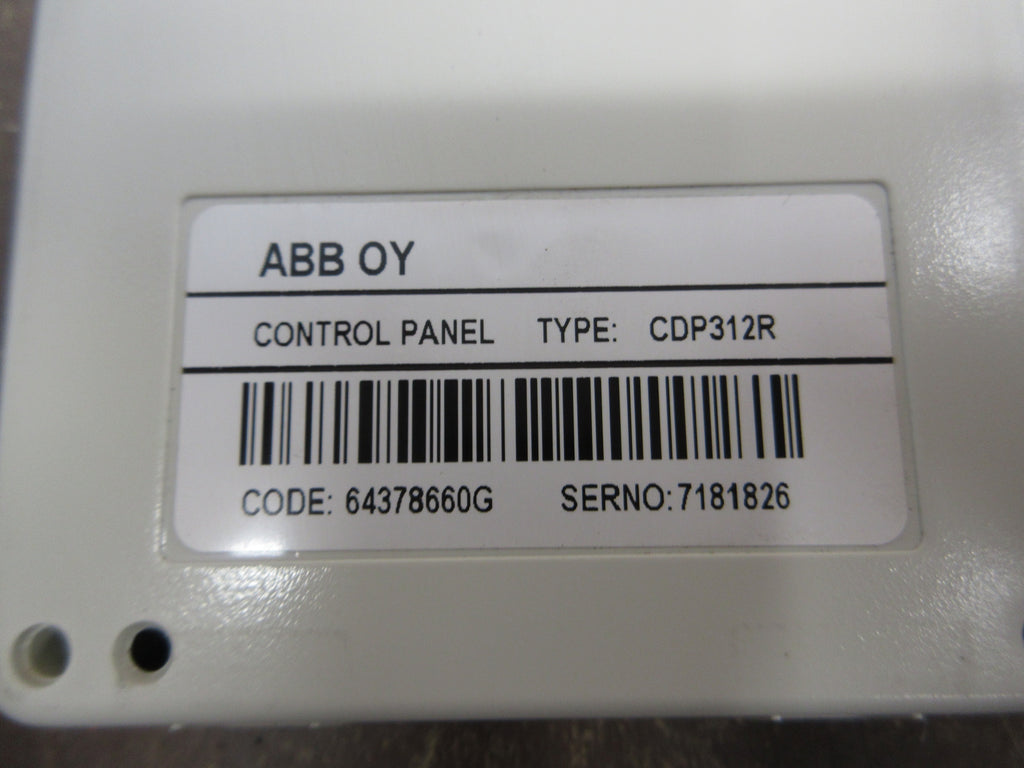 ABB OY
CONTROL PANEL TYPE: CDP312R
CODE: 64378660G SERNO:7181826